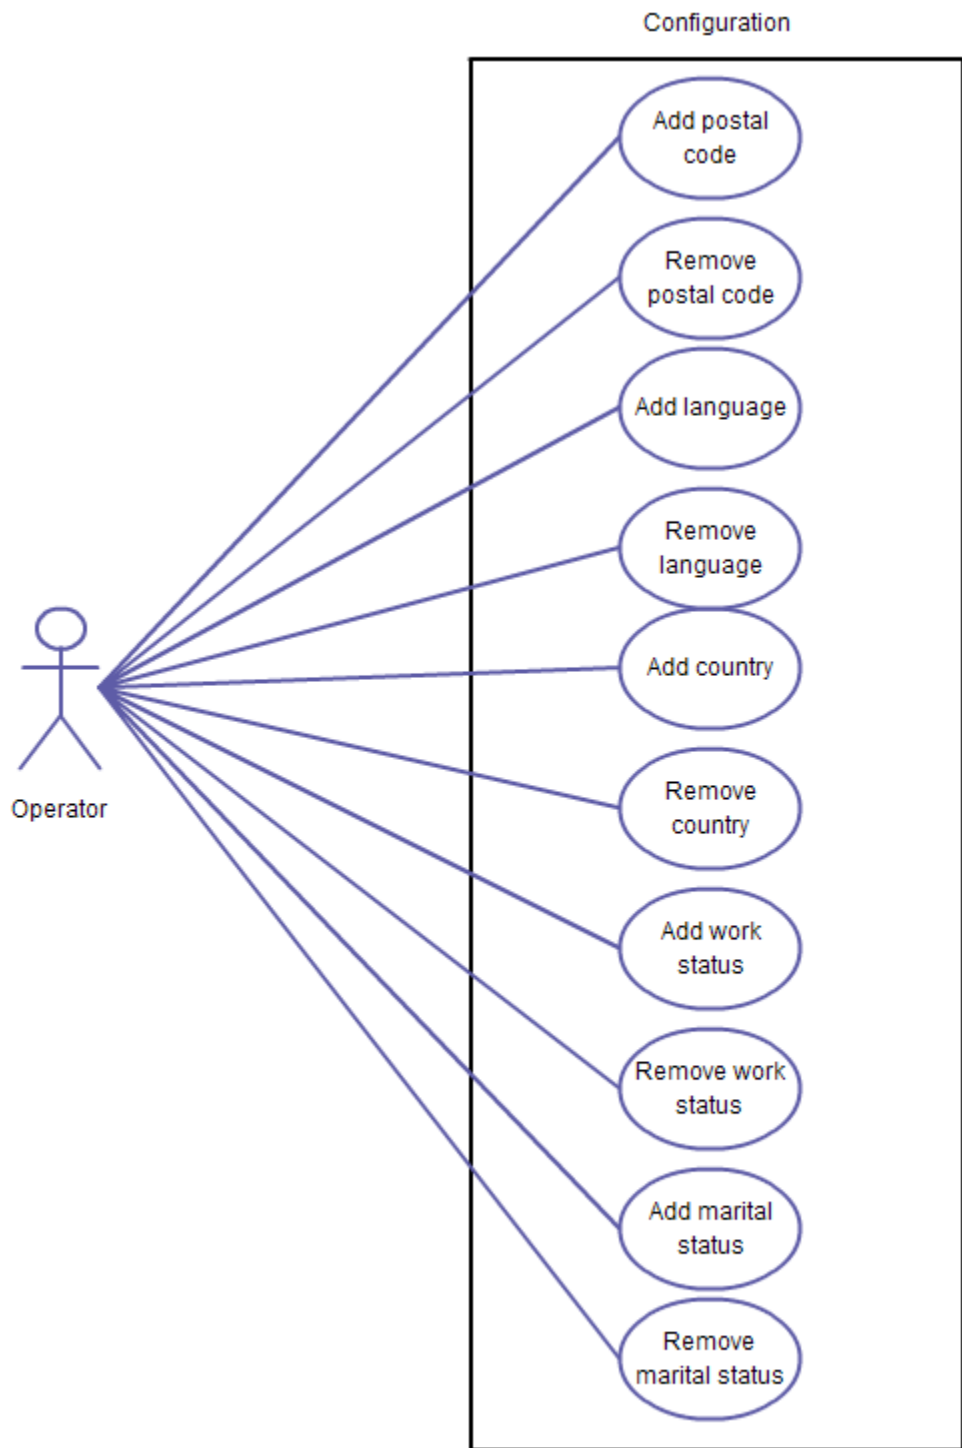 Configuration
Add postal
code
Remove
postal code
Add language
Remove
language
Add country
Remove
country
Operator
Add work
status
Remove work
status
Add marital
status
Remove
marital status